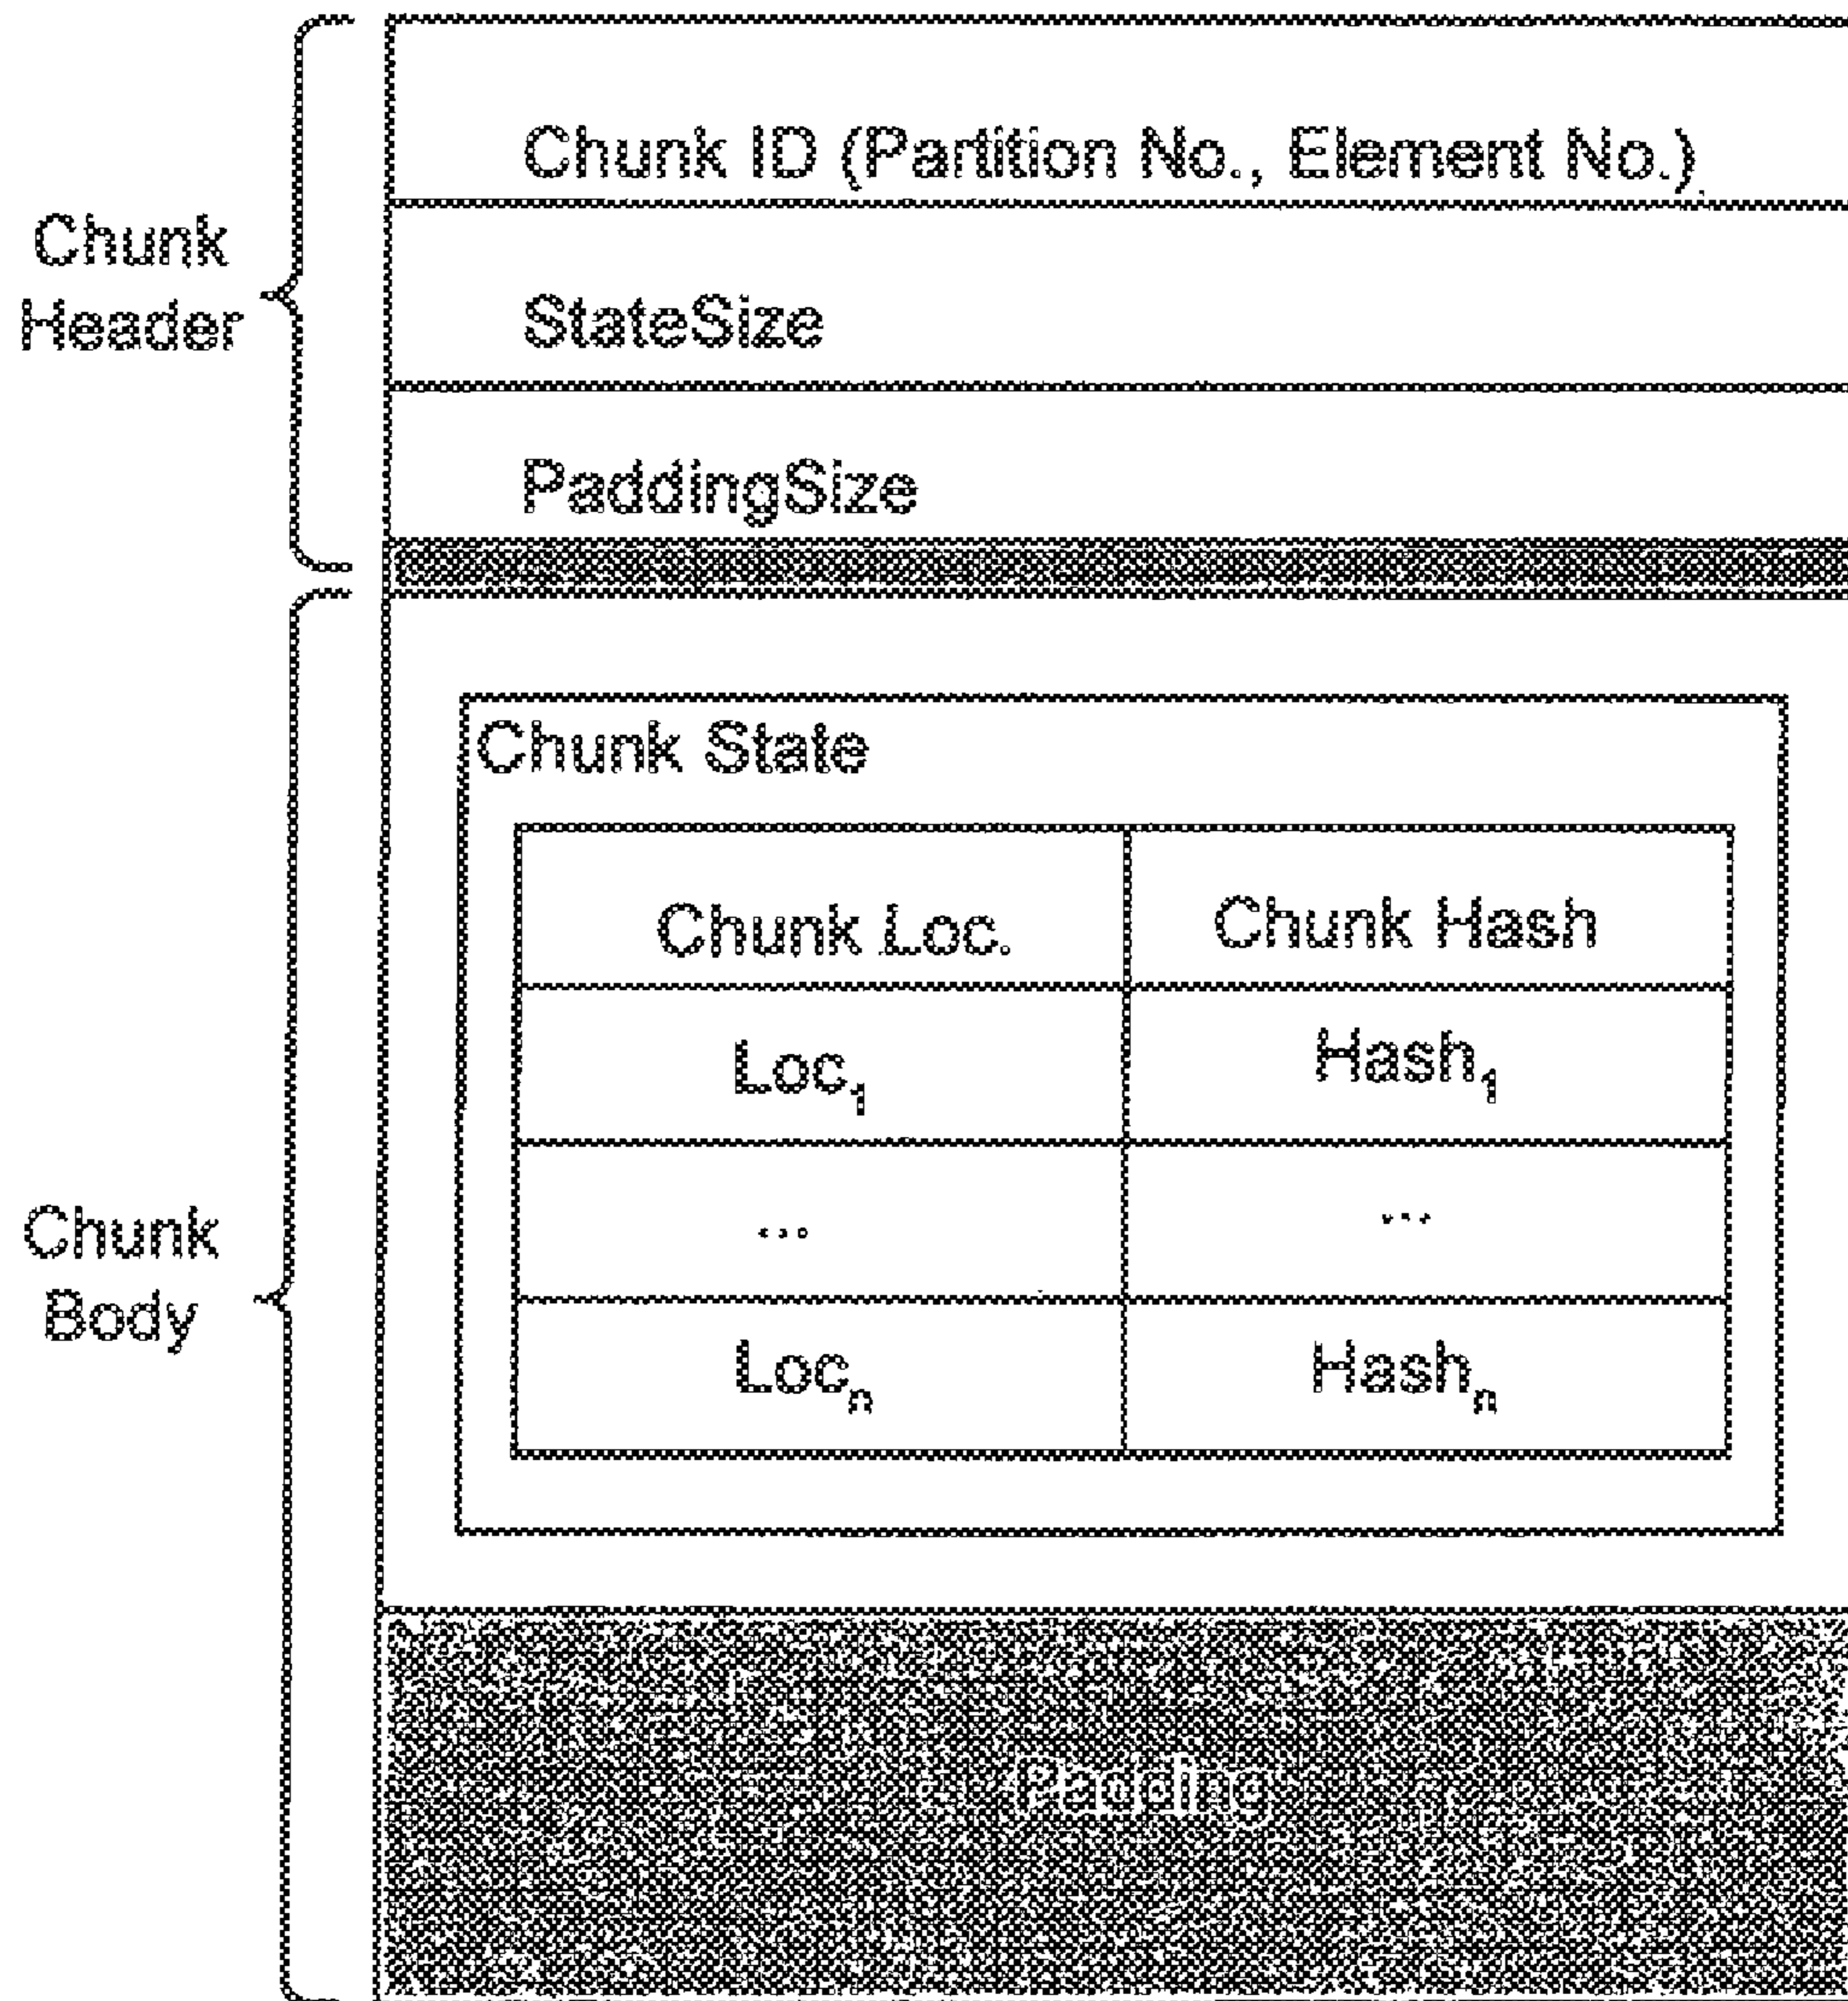 Chunk ID (Partition No., Element No.)
Chunk
Header
StateSize
PaddingSize
Chunk State
Chunk Loc.
Chunk Hash
Loc1
Hash1
...
...
Locn
Hashn
Chunk
Body
Padding